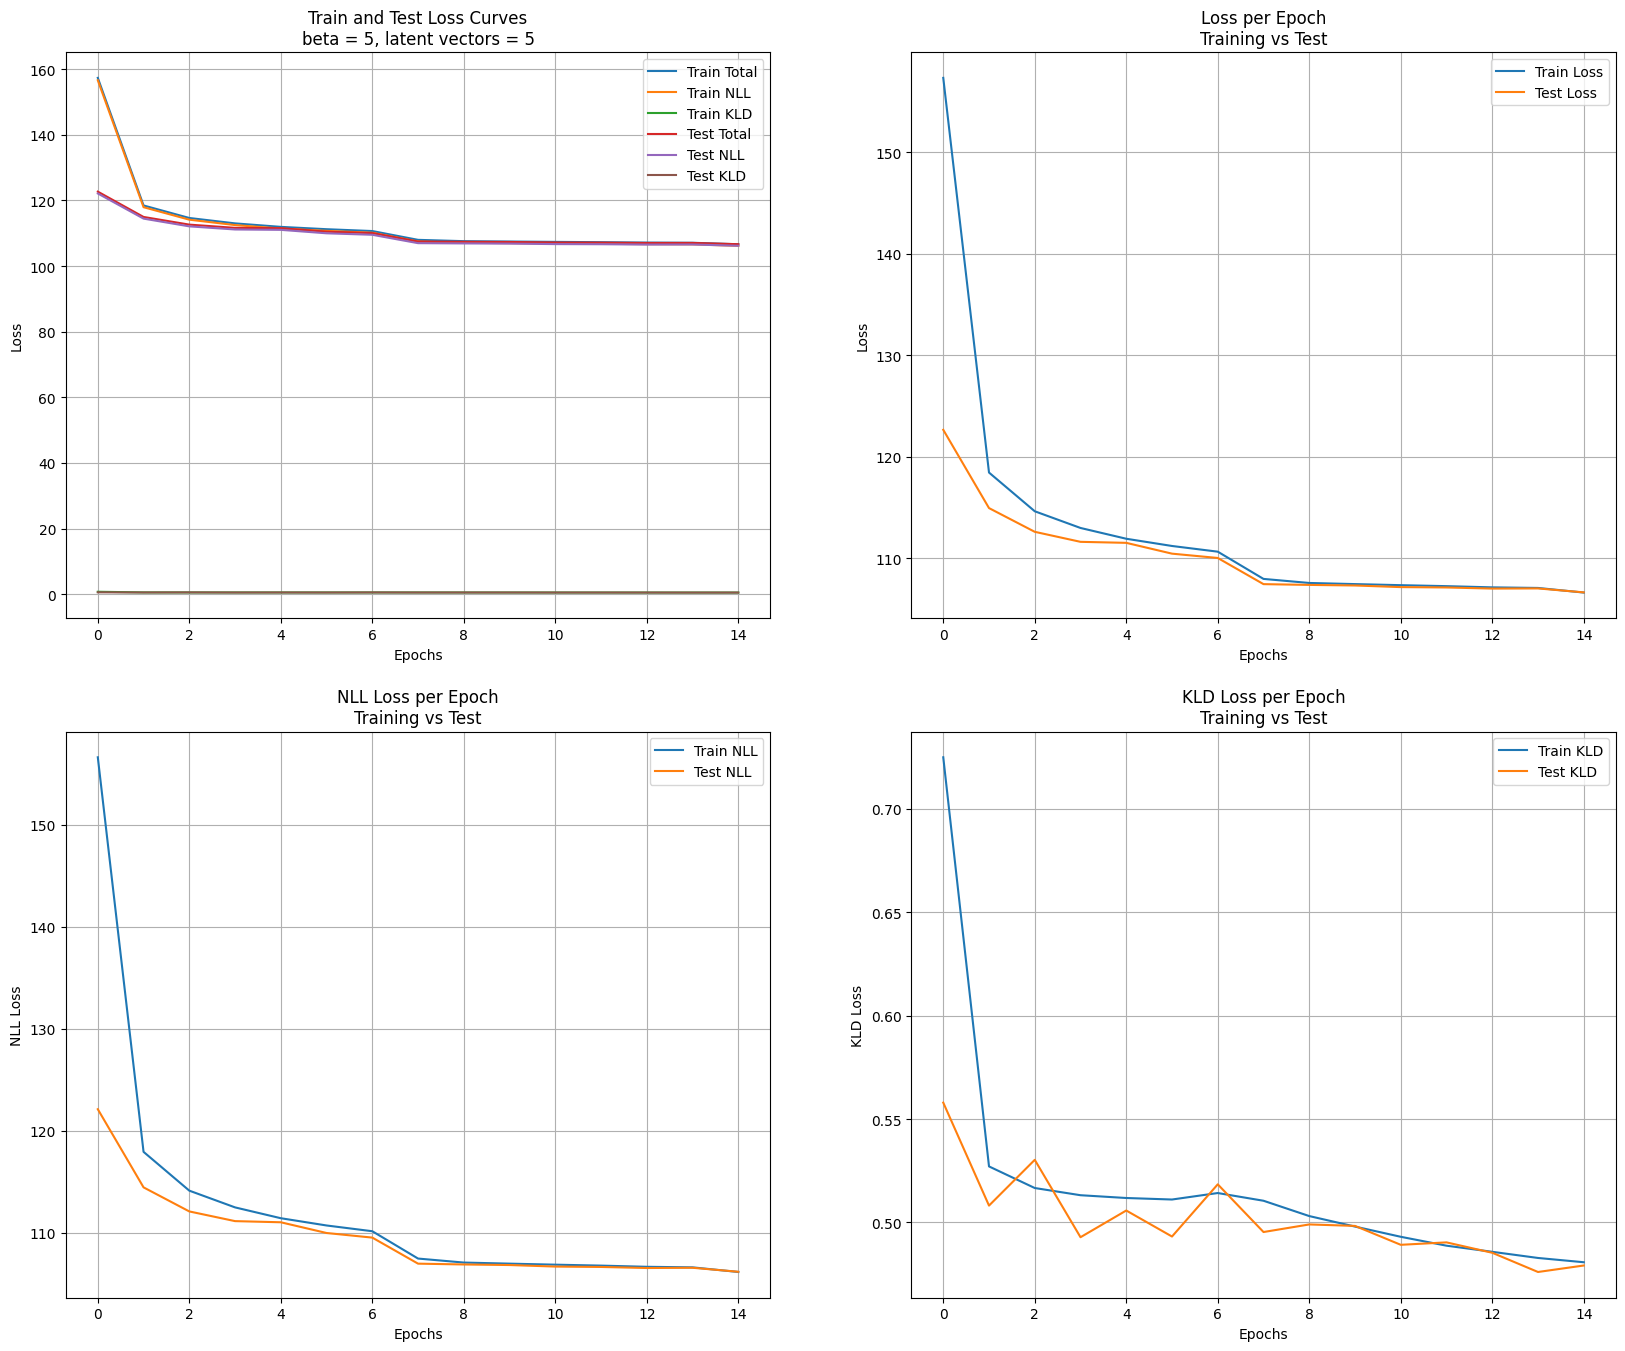 Train and Test Loss Curves
beta = 5, latent vectors = 5
160
140
120
100
80
60
40
20
0
Loss
0 2 4 6 8 10 12 14
Epochs
Train Total
Train NLL
Train KLD
Test Total
Test NLL
Test KLD
Loss per Epoch
Training vs Test
150
140
130
120
110
Loss
0 2 4 6 8 10 12 14
Epochs
Train Loss
Test Loss
NLL Loss per Epoch
Training vs Test
150
140
130
120
110
NLL Loss
0 2 4 6 8 10 12 14
Epochs
Train NLL
Test NLL
KLD Loss per Epoch
Training vs Test
0.70
0.65
0.60
0.55
0.50
KLD Loss
0 2 4 6 8 10 12 14
Epochs
Train KLD
Test KLD